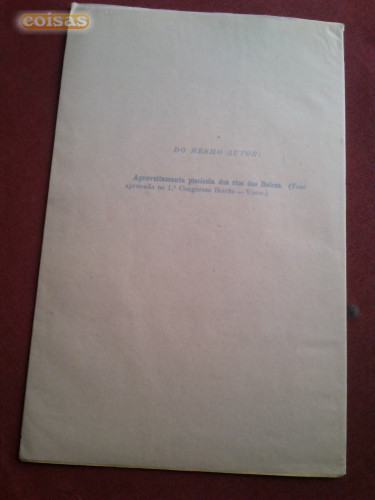 coisas
DO MESMO AUTOR:
Aproveitamento piscícola dos rios das Beiras. (Tese
aprovada no 1.º Congresso Beirão — Viseu.)